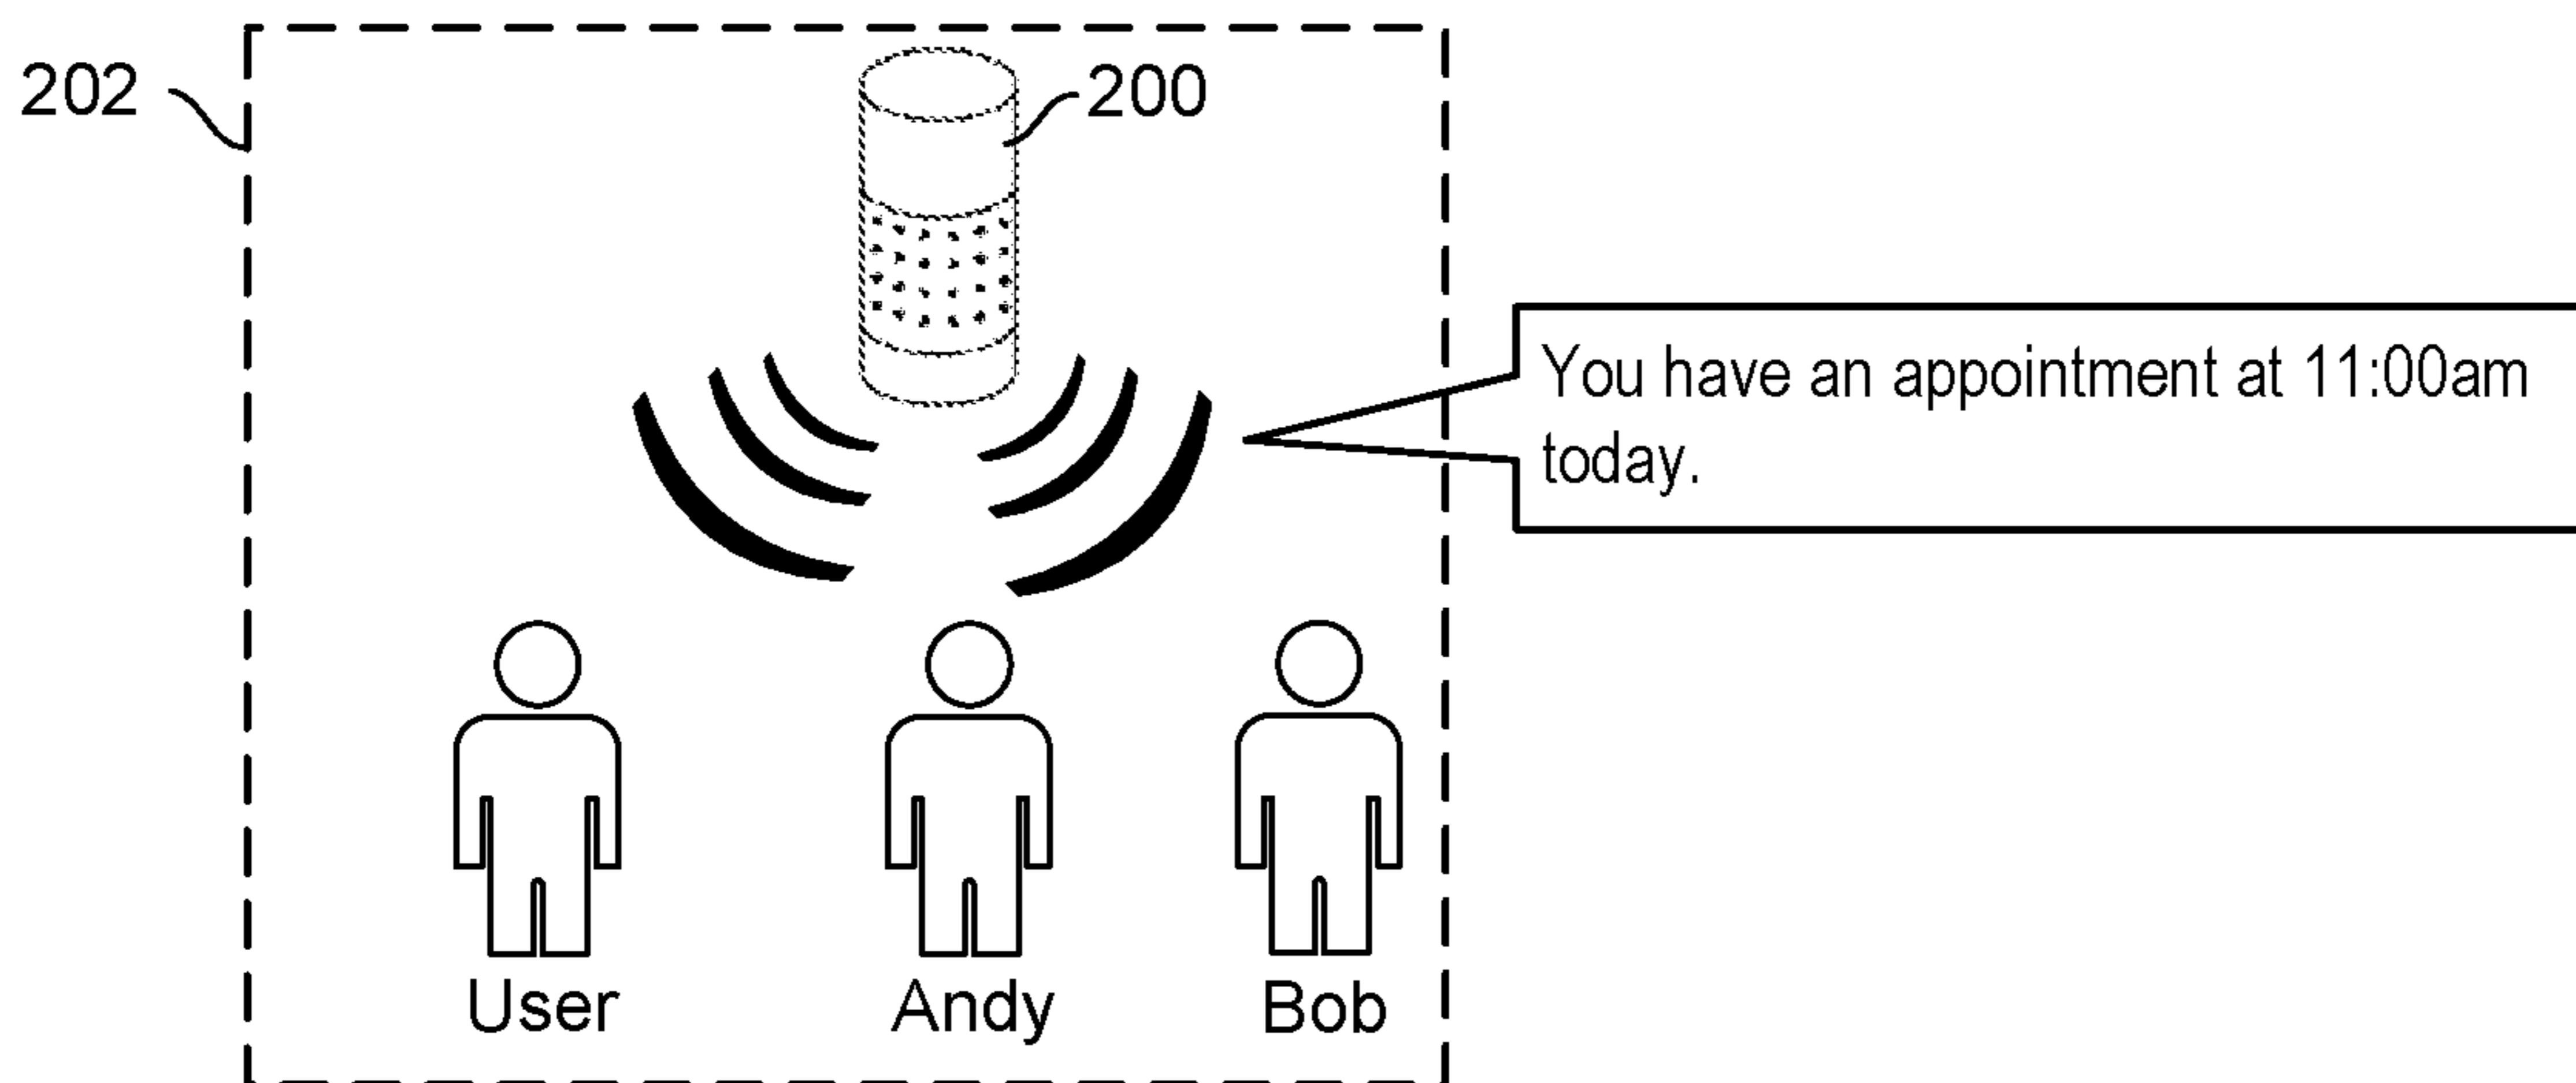 202
200
You have an appointment at 11:00am
today.
User Andy Bob